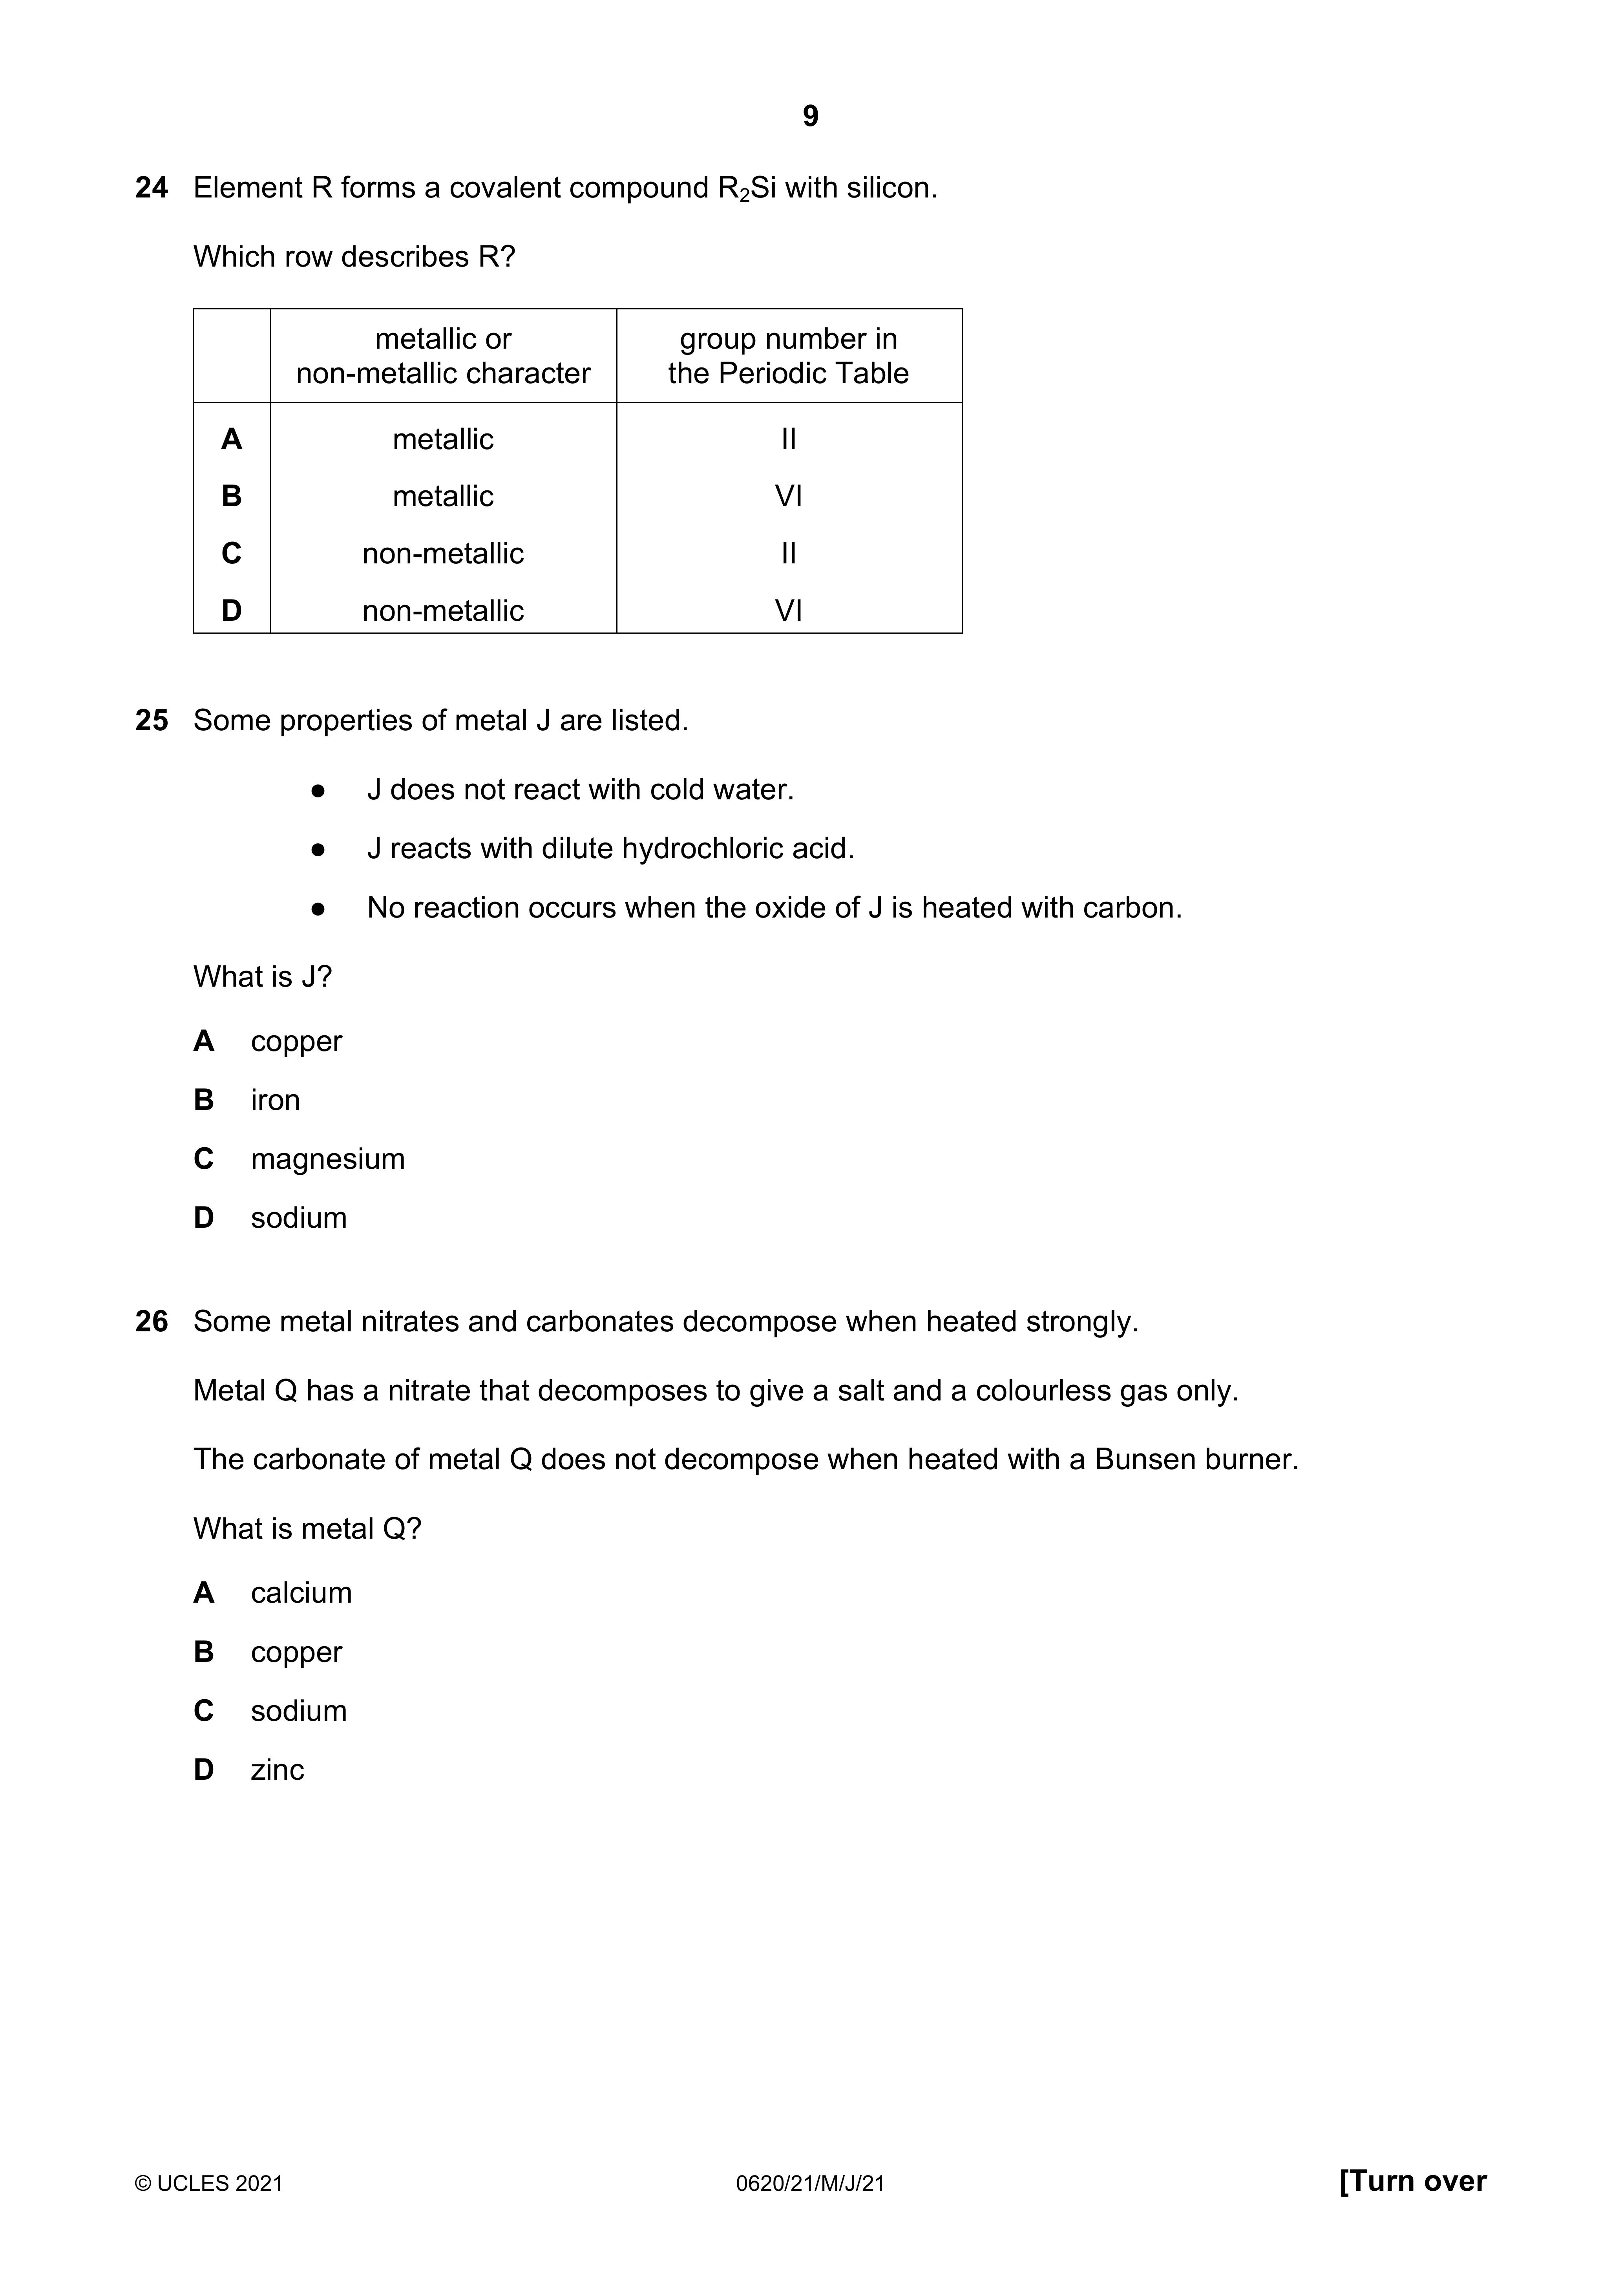 9
24 Element R forms a covalent compound R2Si with silicon.
Which row describes R?
metallic or
non-metallic character
group number in
the Periodic Table
A metallic II
B metallic VI
C non-metallic II
D non-metallic VI
25 Some properties of metal J are listed.
● J does not react with cold water.
● J reacts with dilute hydrochloric acid.
● No reaction occurs when the oxide of J is heated with carbon.
What is J?
A copper
B iron
C magnesium
D sodium
26 Some metal nitrates and carbonates decompose when heated strongly.
Metal Q has a nitrate that decomposes to give a salt and a colourless gas only.
The carbonate of metal Q does not decompose when heated with a Bunsen burner.
What is metal Q?
A calcium
B copper
C sodium
D zinc
© UCLES 2021 0620/21/M/J/21 [Turn over